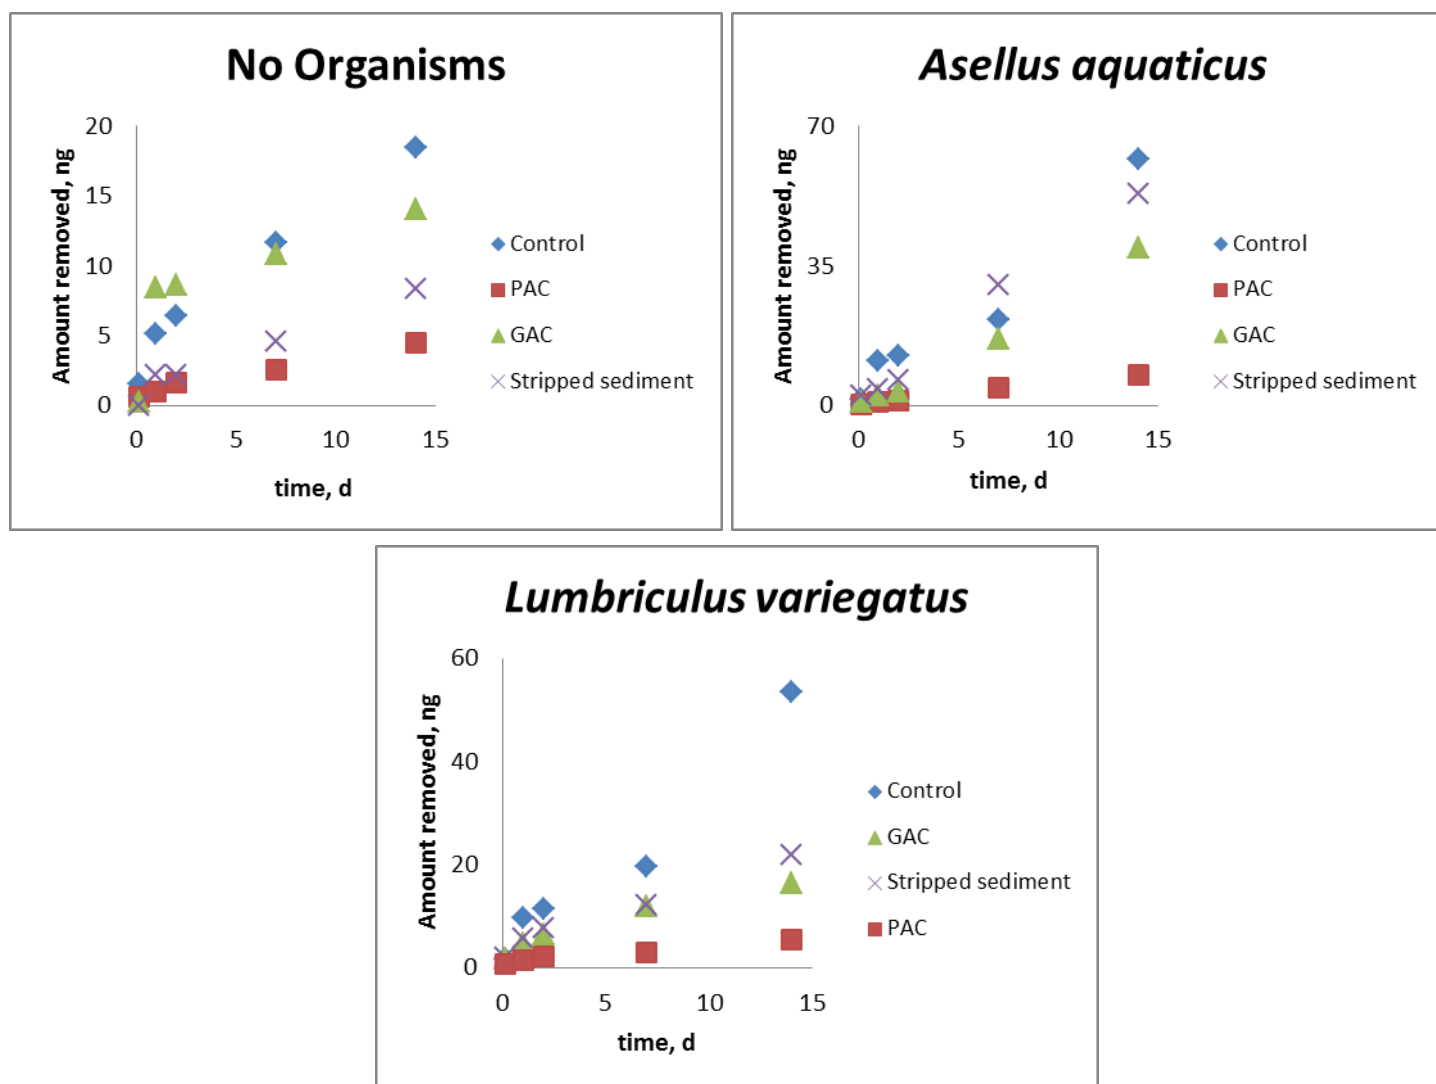 No Organisms
Amount removed, ng
20
15
10
5
0
0 5 10 15
time, d
Control
PAC
GAC
Stripped sediment
Asellus aquaticus
Amount removed, ng
70
35
0
0 5 10 15
time, d
Control
PAC
GAC
Stripped sediment
Lumbriculus variegatus
Amount removed, ng
60
40
20
0
0 5 10 15
time, d
Control
GAC
Stripped sediment
PAC